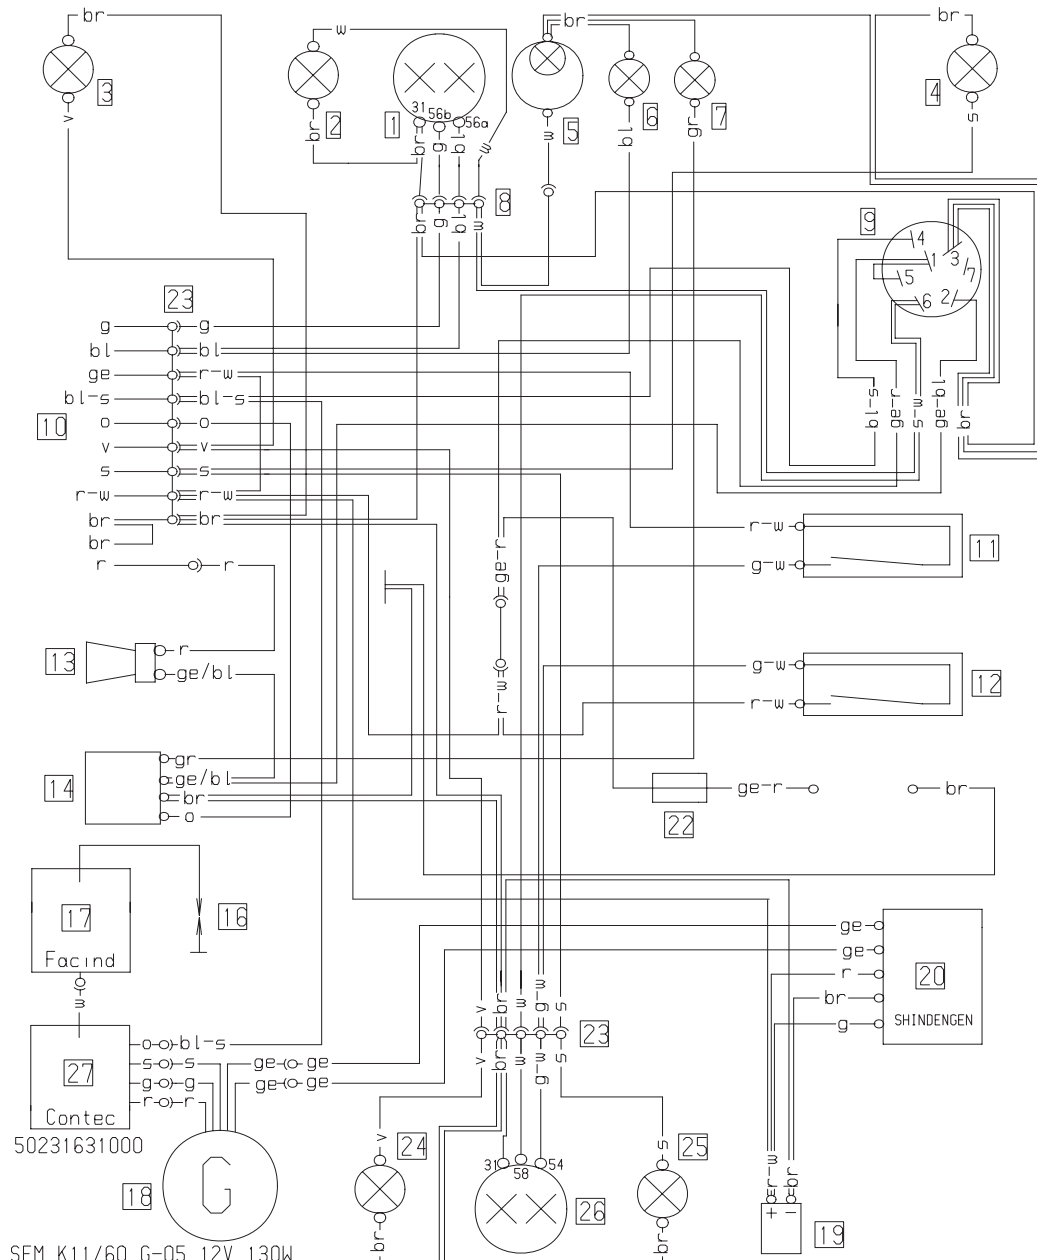 br
w
br
br
3
2
1
31
56b
56a
5
6
7
4
v
br
br
g
bl
w
w
bl
gr
s
8
br
g
bl
w
9
4
1
3
5
7
6
2
23
g g
bl bl
ge r-w
bl-s bl-s
10
o o
v v
s s
r-w r-w
br br
br
r r
bl-s
ge-r
s-w
ge-bl
br
r-w
g-w
11
ge-r
13
r
ge/bl
r-w
g-w
r-w
12
14
gr
ge/bl
br
o
ge-r
br
22
17
Facind
16
w
ge
ge
r
br
g
20
SHINDENGEN
v
br
w
g-w
s
23
v
br
w
g-w
s
27
Contec
50231631000
o bl-s
s s
g g
r r
ge ge
ge ge
18
G
v
24
31
58
54
26
s
25
r-w
br
+
-
19
br
br
SEM K11/60 G-05 12V 130W